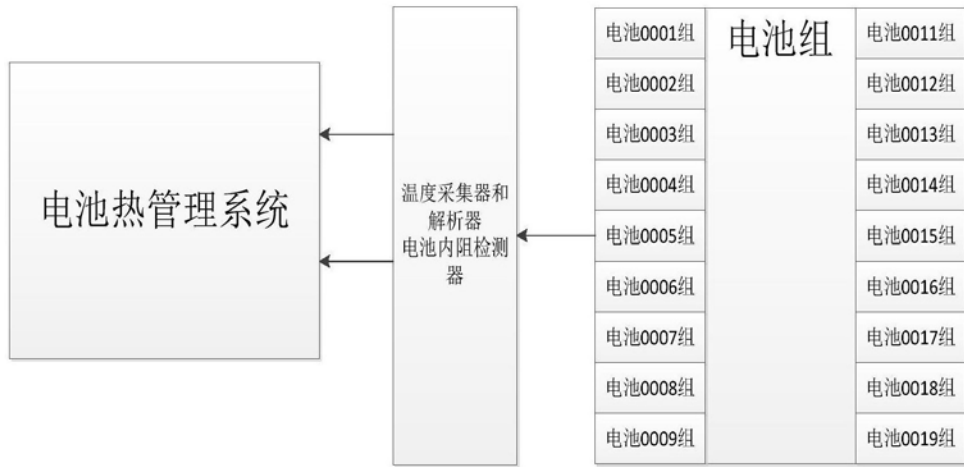 电池热管理系统
温度采集器和
解析器
电池内阻检测
器
电池组
电池0001组
电池0002组
电池0003组
电池0004组
电池0005组
电池0006组
电池0007组
电池0008组
电池0009组
电池0011组
电池0012组
电池0013组
电池0014组
电池0015组
电池0016组
电池0017组
电池0018组
电池0019组